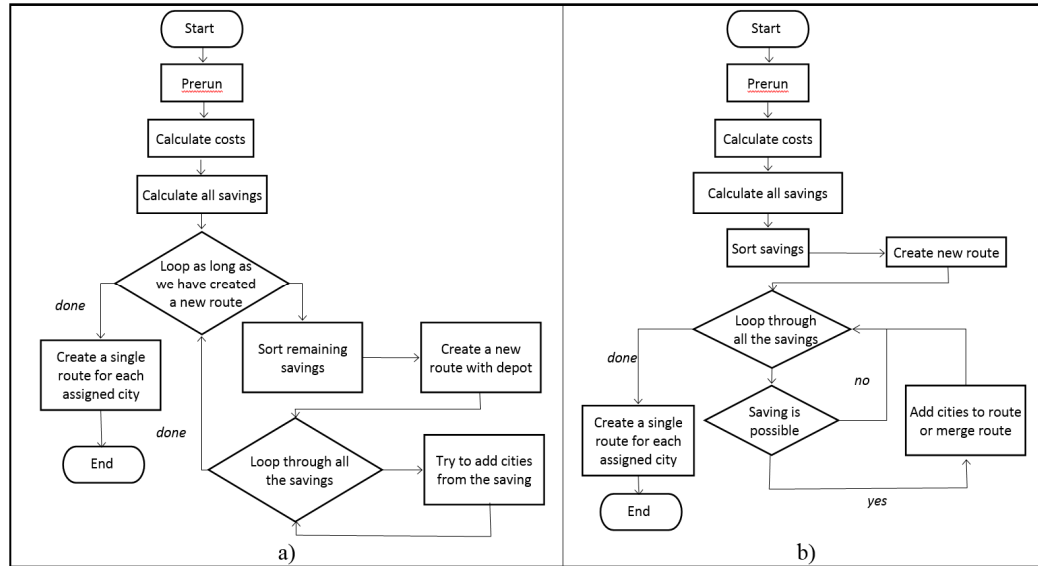 Start
Prerun
Calculate costs
Calculate all savings
Loop as long as
we have created
a new route
done
Create a single
route for each
assigned city
End
Sort remaining
savings
Create a new
route with depot
done
Loop through all
the savings
Try to add cities
from the saving
a)
Start
Prerun
Calculate costs
Calculate all savings
Sort savings
Create new route
Loop through
all the savings
done
no
Create a single
route for each
assigned city
Saving is
possible
Add cities to route
or merge route
yes
End
b)